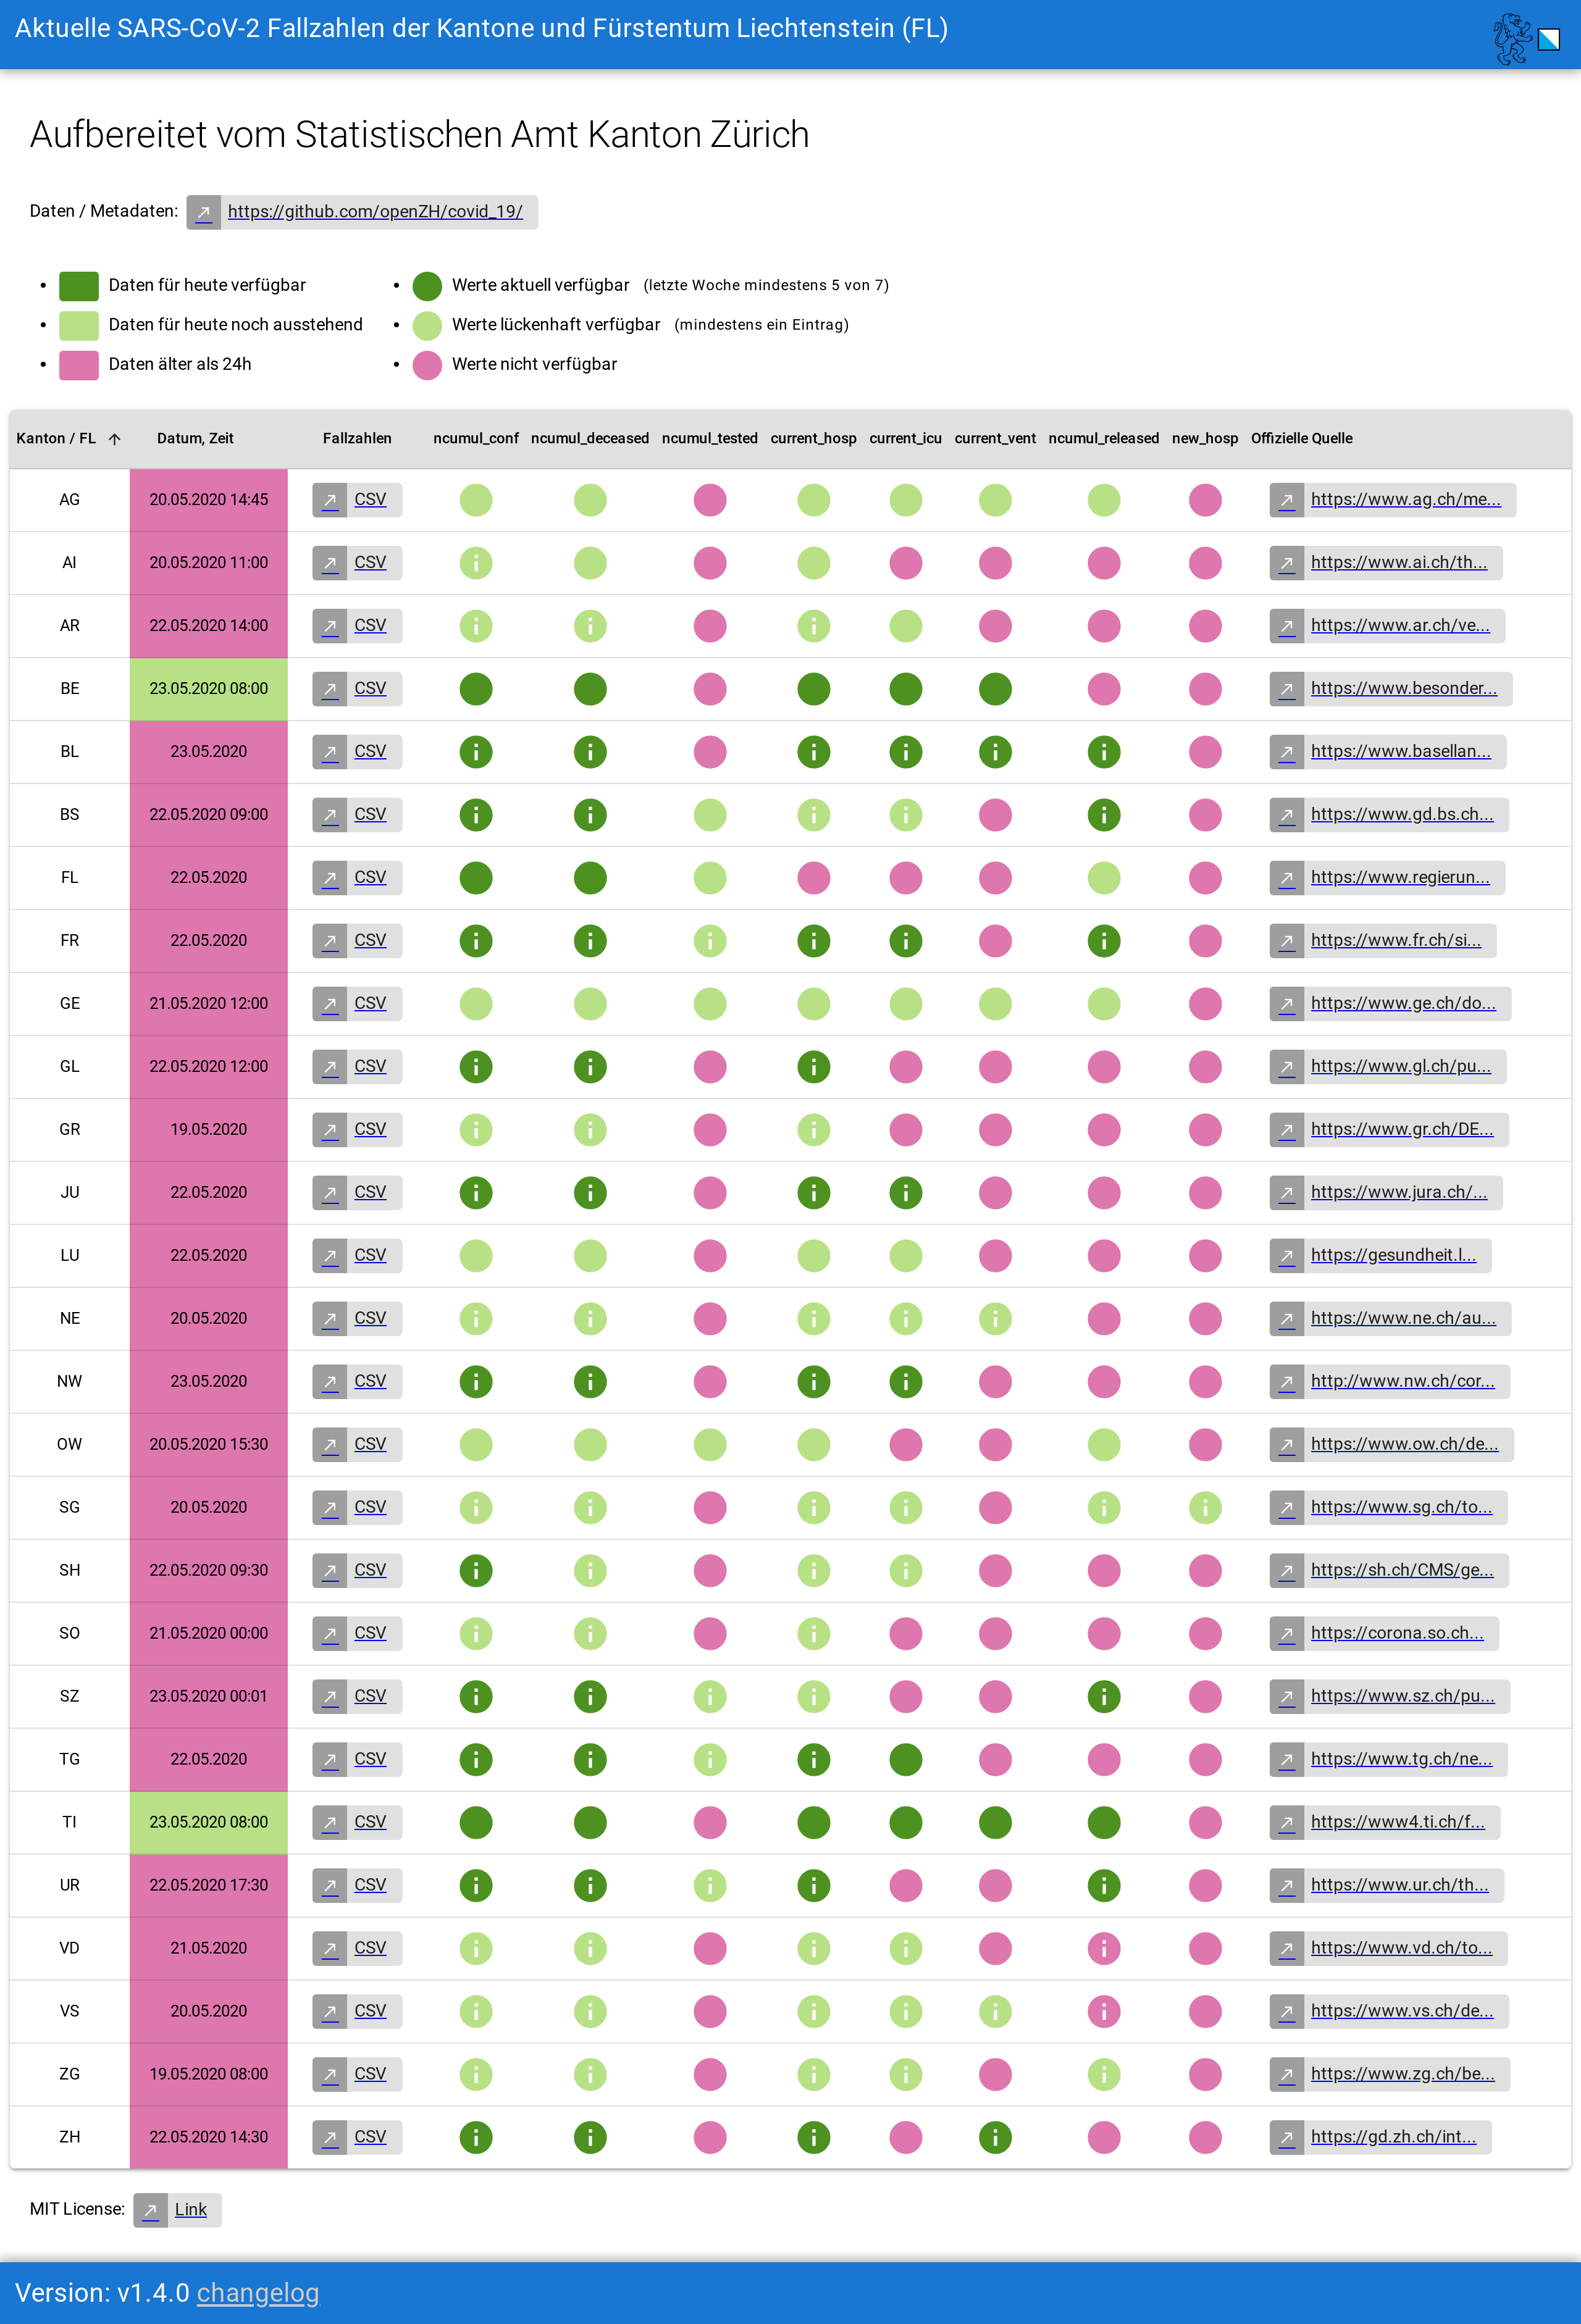 Aktuelle SARS-CoV-2 Fallzahlen der Kantone und Fürstentum Liechtenstein (FL)
Aufbereitet vom Statistischen Amt Kanton Zürich
Daten / Metadaten: https://github.com/openZH/covid_19/
Daten für heute verfügbar
Daten für heute noch ausstehend
Daten älter als 24h
Werte aktuell verfügbar (letzte Woche mindestens 5 von 7)
Werte lückenhaft verfügbar (mindestens ein Eintrag)
Werte nicht verfügbar
Kanton / FL Datum, Zeit Fallzahlen ncumul_conf ncumul_deceased ncumul_tested current_hosp current_icu current_vent ncumul_released new_hosp Offizielle Quelle
AG 20.05.2020 14:45 CSV https://www.ag.ch/me...
AI 20.05.2020 11:00 CSV https://www.ai.ch/th...
AR 22.05.2020 14:00 CSV https://www.ar.ch/ve...
BE 23.05.2020 08:00 CSV https://www.besonder...
BL 23.05.2020 CSV https://www.basellan...
BS 22.05.2020 09:00 CSV https://www.gd.bs.ch...
FL 22.05.2020 CSV https://www.regierun...
FR 22.05.2020 CSV https://www.fr.ch/si...
GE 21.05.2020 12:00 CSV https://www.ge.ch/do...
GL 22.05.2020 12:00 CSV https://www.gl.ch/pu...
GR 19.05.2020 CSV https://www.gr.ch/DE...
JU 22.05.2020 CSV https://www.jura.ch/...
LU 22.05.2020 CSV https://gesundheit.l...
NE 20.05.2020 CSV https://www.ne.ch/au...
NW 23.05.2020 CSV http://www.nw.ch/cor...
OW 20.05.2020 15:30 CSV https://www.ow.ch/de...
SG 20.05.2020 CSV https://www.sg.ch/to...
SH 22.05.2020 09:30 CSV https://sh.ch/CMS/ge...
SO 21.05.2020 00:00 CSV https://corona.so.ch...
SZ 23.05.2020 00:01 CSV https://www.sz.ch/pu...
TG 22.05.2020 CSV https://www.tg.ch/ne...
TI 23.05.2020 08:00 CSV https://www4.ti.ch/f...
UR 22.05.2020 17:30 CSV https://www.ur.ch/th...
VD 21.05.2020 CSV https://www.vd.ch/to...
VS 20.05.2020 CSV https://www.vs.ch/de...
ZG 19.05.2020 08:00 CSV https://www.zg.ch/be...
ZH 22.05.2020 14:30 CSV https://gd.zh.ch/int...
MIT License: Link
Version: v1.4.0 changelog